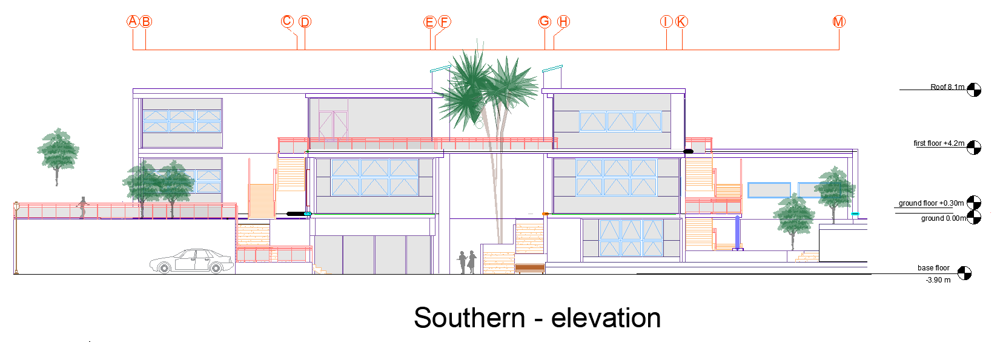 A B C D E F G H I K M
Roof 8.1m
first floor +4.2m
ground floor +0.30m
ground 0.00m
base floor
-3.90 m
Southern - elevation